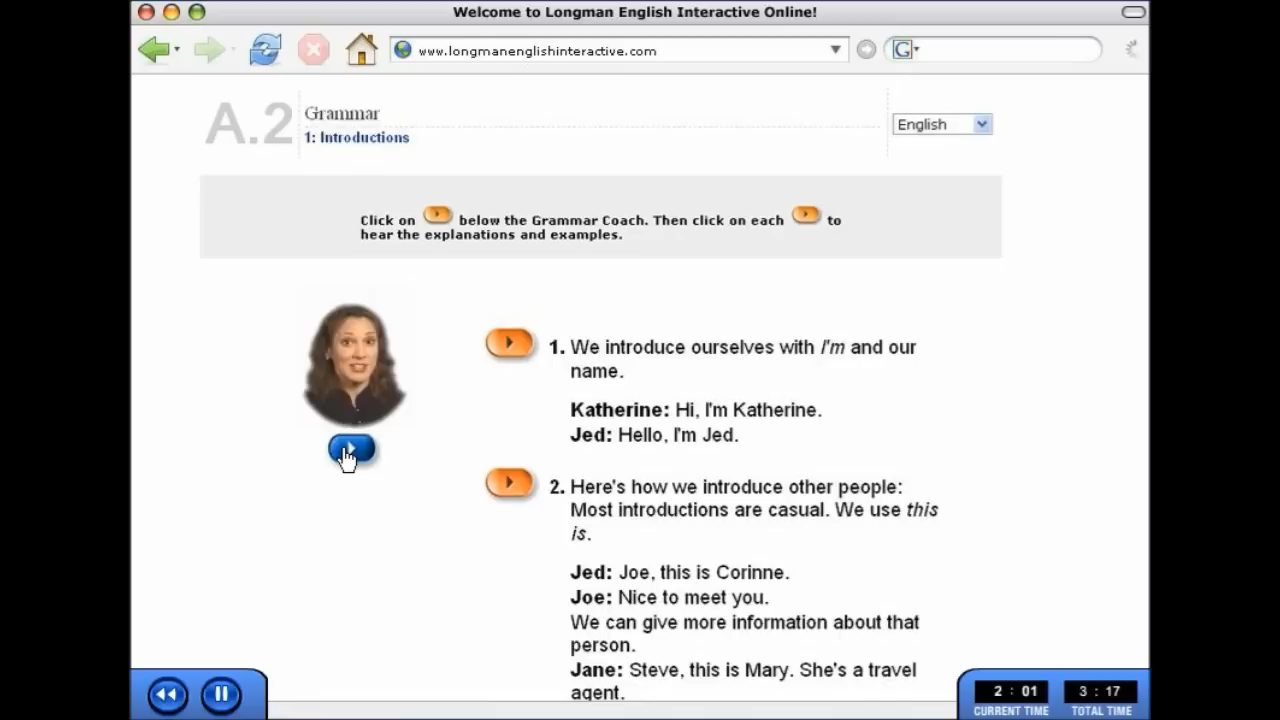 Welcome to Longman English Interactive Online!
www.longmanenglishinteractive.com
G
A.2
Grammar
1: Introductions
English
Click on below the Grammar Coach. Then click on each to
hear the explanations and examples.
1. We introduce ourselves with I'm and our
name.
Katherine: Hi, I'm Katherine.
Jed: Hello, I'm Jed.
2. Here's how we introduce other people:
Most introductions are casual. We use this
is.
Jed: Joe, this is Corinne.
Joe: Nice to meet you.
We can give more information about that
person.
Jane: Steve, this is Mary. She's a travel
agent.
2 : 01
CURRENT TIME
3 : 17
TOTAL TIME